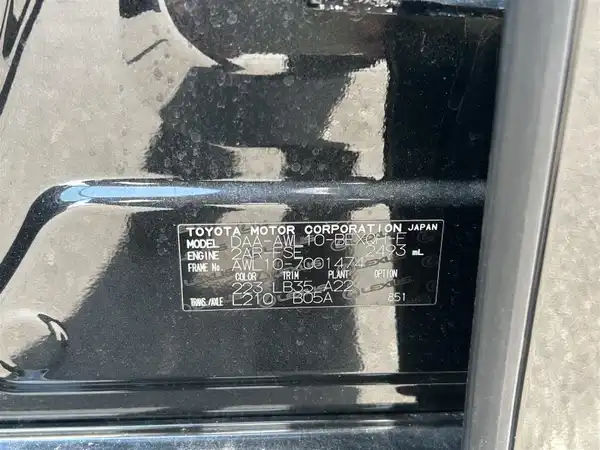 TOYOTA MOTOR CORPORATION JAPAN
MODEL DAA-AWL10-BEXQH-E
ENGINE 2AR-FSE 2493 mL
FRAME No. AWL10-7001474
COLOR TRIM PLANT OPTION
223 LB35 A22
TRANS./AXLE L210 B05A 851